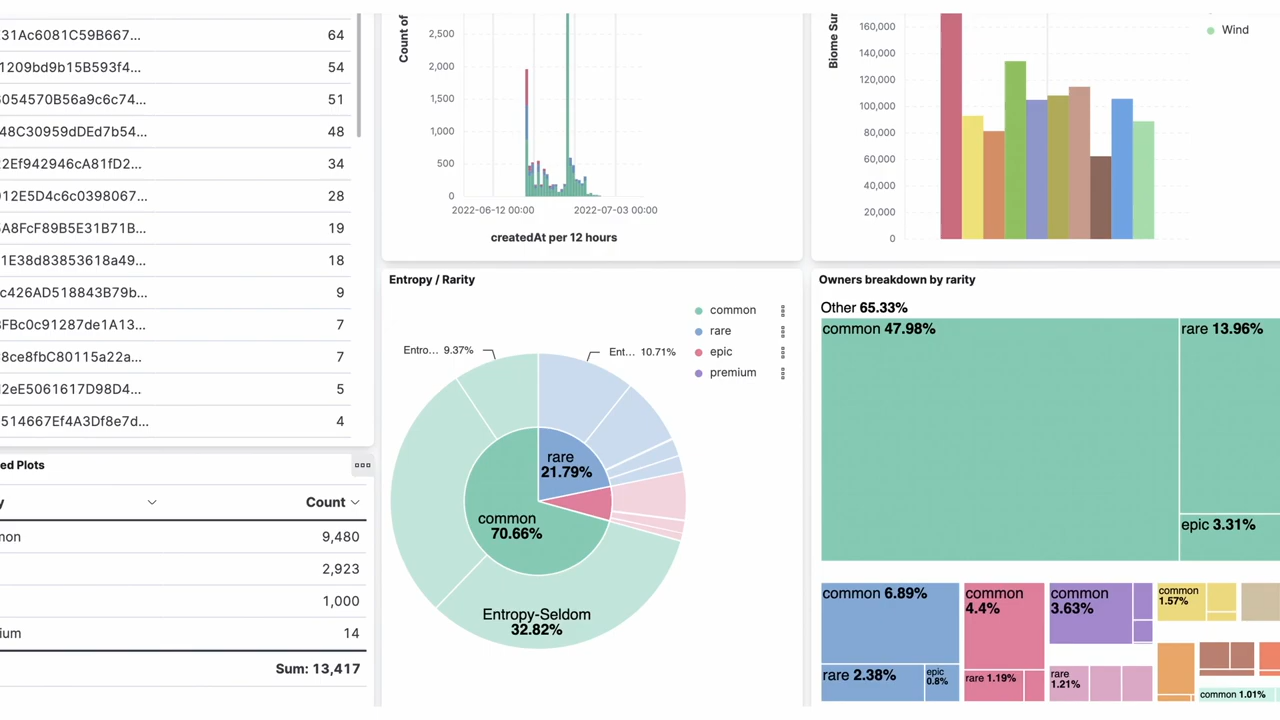 31Ac6081C59B667... 64
1209bd9b15B593f4... 54
054570B56a9c6c74... 51
48C30959dDEd7b54... 48
2Ef942946cA81fD2... 34
12E5D4c6c0398067... 28
A8FcF89B5E31B71B... 19
1E38d83853618a49... 18
c426AD518843B79b... 9
FBc0c91287de1A13... 7
8ce8fbC80115a22a... 7
2eE5061617D98D4... 5
514667Ef4A3Df8e7d... 4
ed Plots
y Count
non 9,480
2,923
1,000
ium 14
Sum: 13,417
Count of
2,500
2,000
1,500
1,000
500
0
2022-06-12 00:00 2022-07-03 00:00
createdAt per 12 hours
Biome Sur
160,000
140,000
120,000
100,000
80,000
60,000
40,000
20,000
0
Wind
Entropy / Rarity
common
rare
epic
premium
Entro... 9.37%
Ent... 10.71%
rare
21.79%
common
70.66%
Entropy-Seldom
32.82%
Owners breakdown by rarity
Other 65.33%
common 47.98%
rare 13.96%
epic 3.31%
common 6.89%
rare 2.38%
epic
0.8%
common
4.4%
rare 1.19%
common
3.63%
rare
1.21%
common
1.57%
common 1.01%